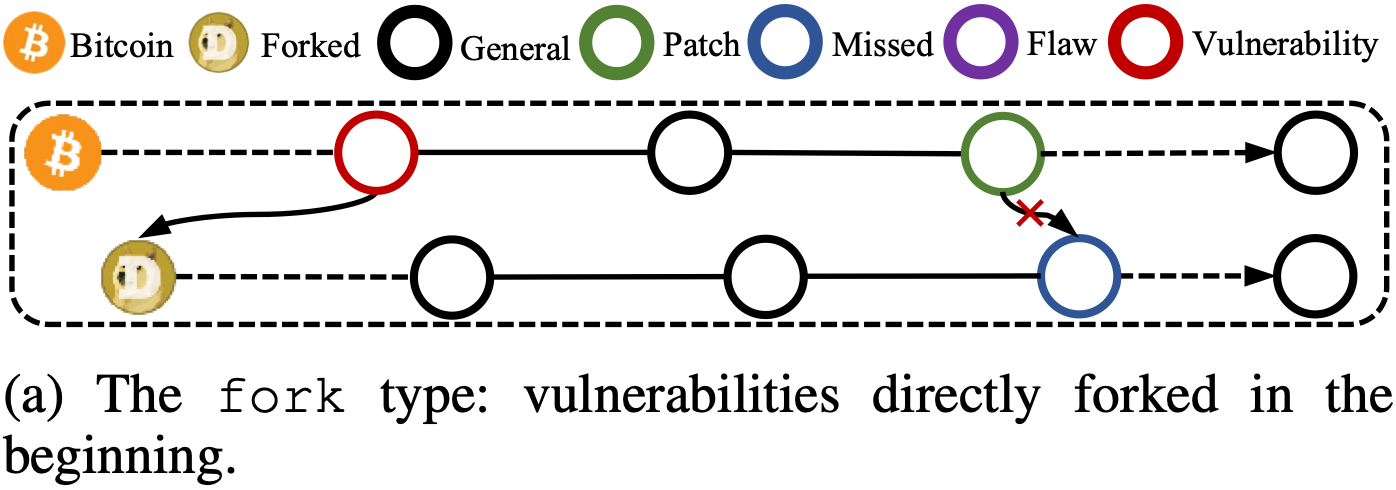 Bitcoin Forked General Patch Missed Flaw Vulnerability
(a) The fork type: vulnerabilities directly forked in the
beginning.